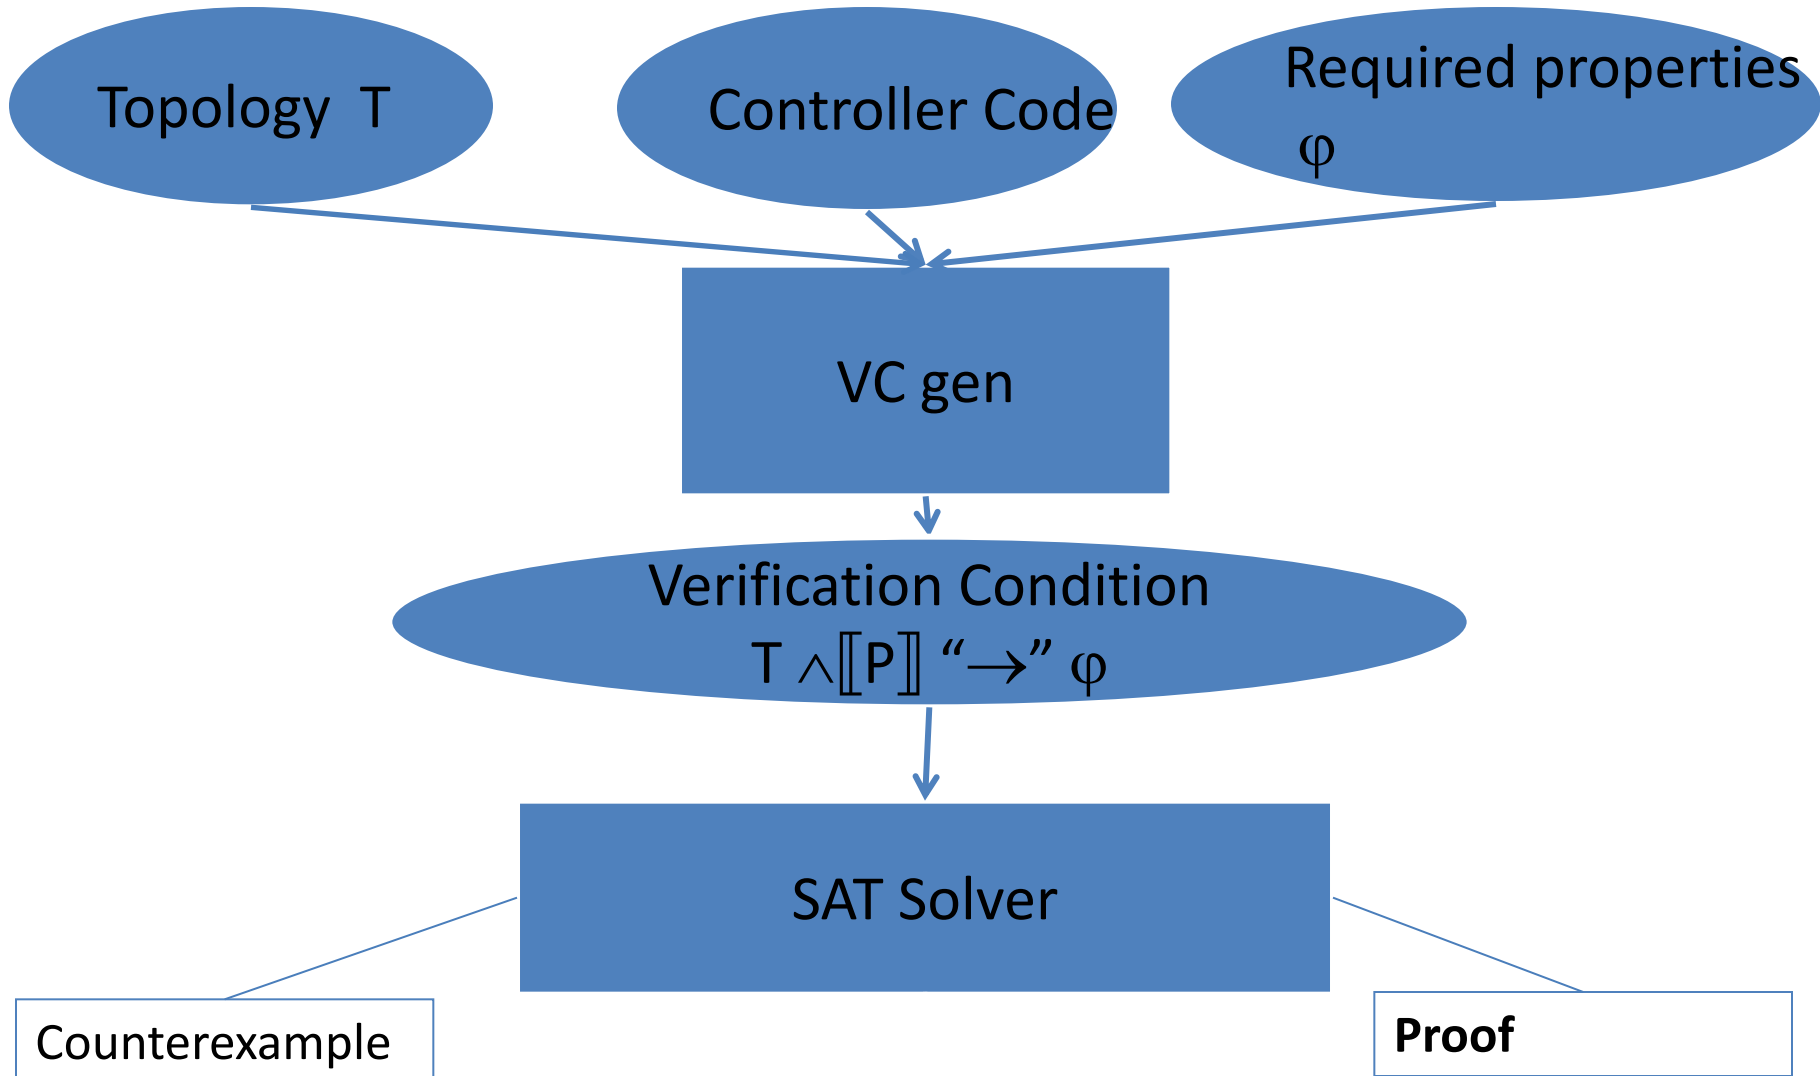 Topology T
Controller Code
Required properties
φ
VC gen
Verification Condition
T ∧⟦P⟧ “→” φ
SAT Solver
Counterexample
Proof